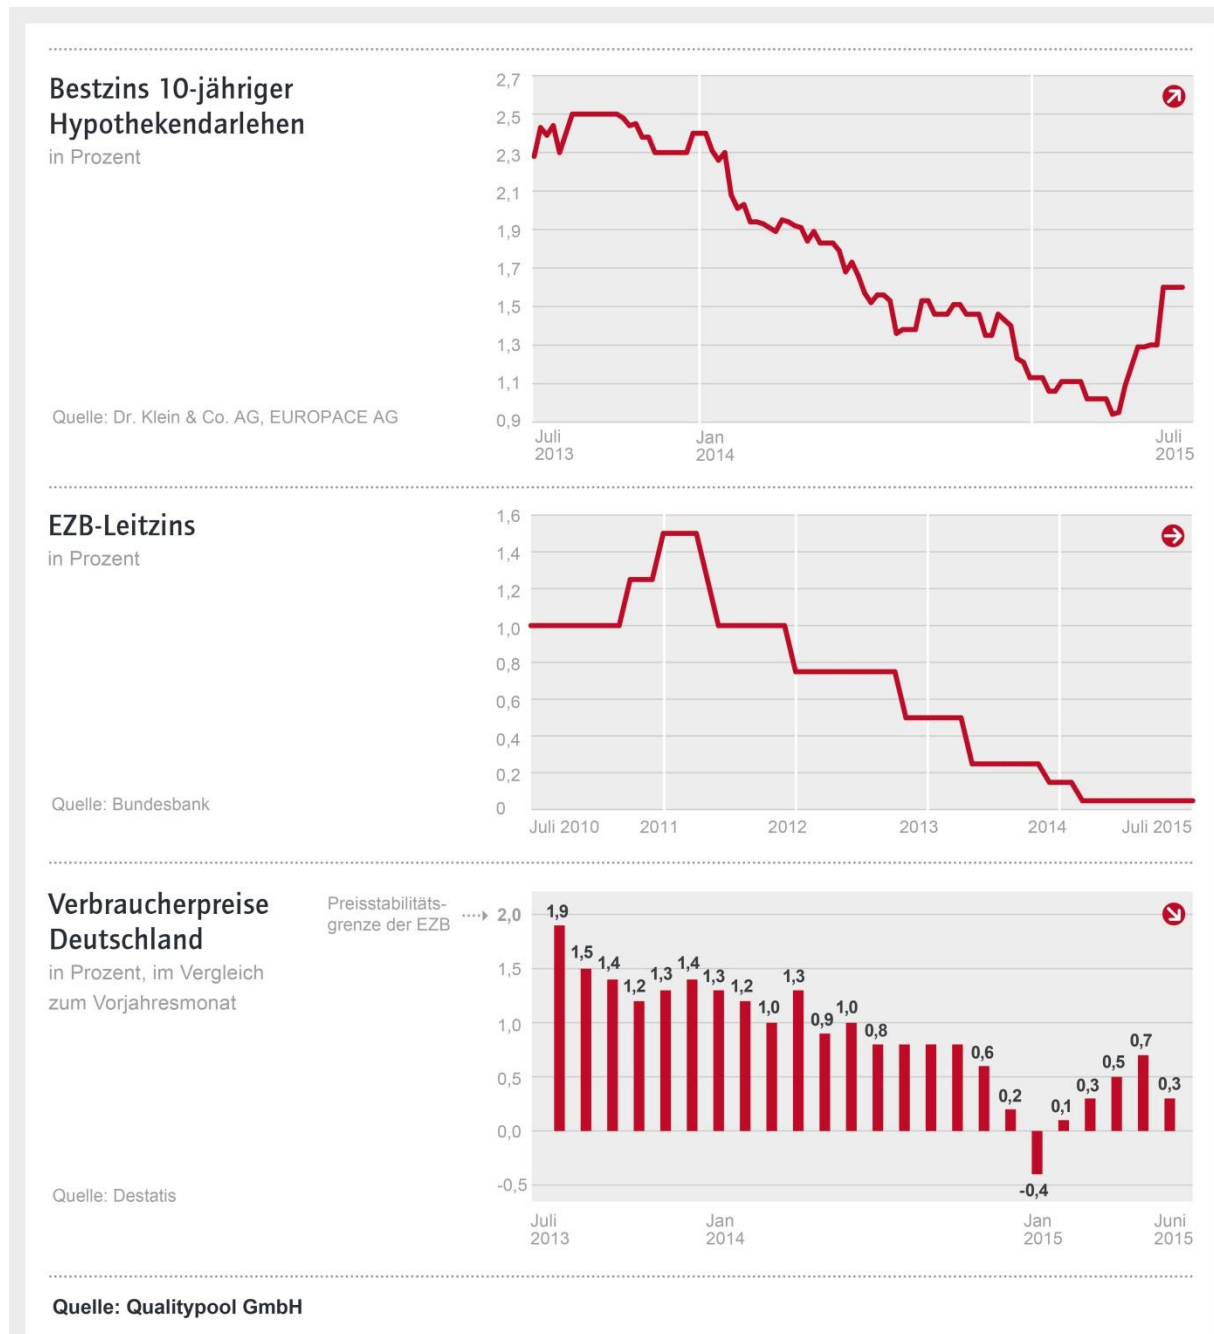 Bestzins 10-jähriger
Hypothekendarlehen
in Prozent
Quelle: Dr. Klein & Co. AG, EUROPACE AG
2,7
2,5
2,3
2,1
1,9
1,7
1,5
1,3
1,1
0,9
Juli
2013
Jan
2014
Juli
2015
EZB-Leitzins
in Prozent
Quelle: Bundesbank
1,6
1,4
1,2
1,0
0,8
0,6
0,4
0,2
0
Juli 2010 2011 2012 2013 2014 Juli 2015
Verbraucherpreise
Deutschland
in Prozent, im Vergleich
zum Vorjahresmonat
Preisstabilitäts-
grenze der EZB
Quelle: Destatis
2,0
1,5
1,0
0,5
0,0
-0,5
1,9 1,5 1,4 1,2 1,3 1,4 1,3 1,2 1,0 1,3 0,9 1,0 0,8 0,6 0,2 -0,4 0,1 0,3 0,5 0,7 0,3
Juli
2013
Jan
2014
Jan
2015
Juni
2015
Quelle: Qualitypool GmbH